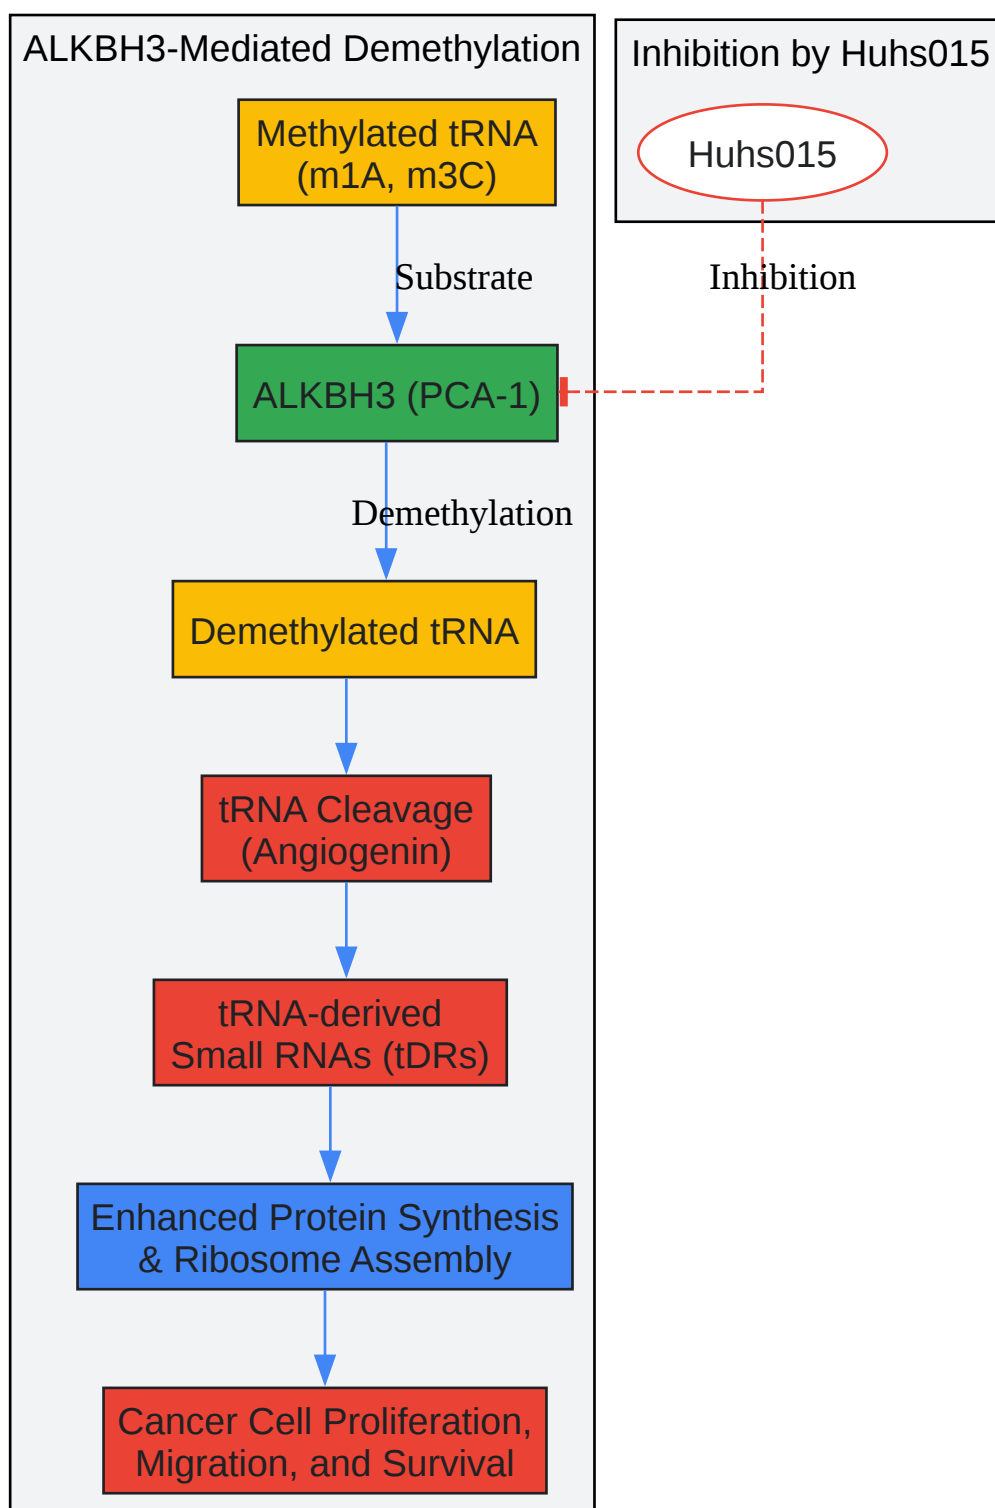 ALKBH3-Mediated Demethylation
Inhibition by Huhs015
Methylated tRNA
(m1A, m3C)
Huhs015
Substrate
Inhibition
ALKBH3 (PCA-1)
Demethylation
Demethylated tRNA
tRNA Cleavage
(Angiogenin)
tRNA-derived
Small RNAs (tDRs)
Enhanced Protein Synthesis
& Ribosome Assembly
Cancer Cell Proliferation,
Migration, and Survival